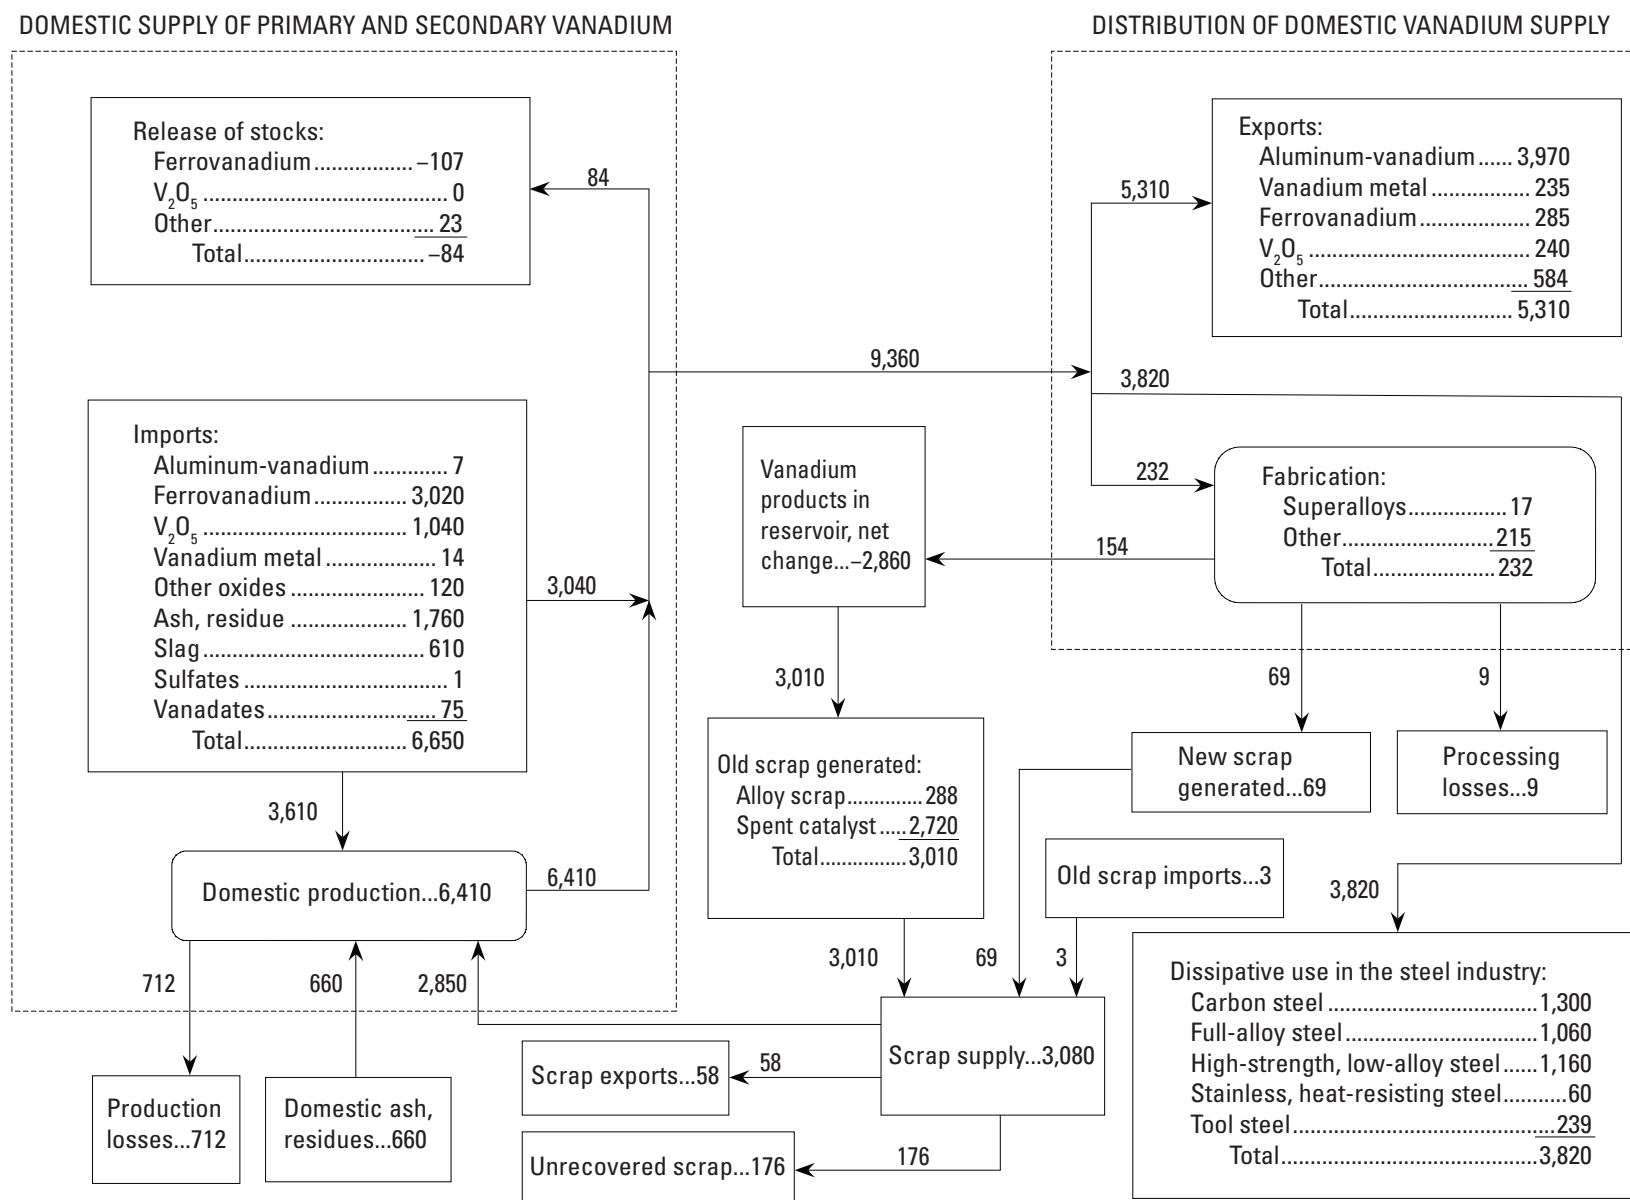 DOMESTIC SUPPLY OF PRIMARY AND SECONDARY VANADIUM
Release of stocks:
Ferrovanadium................ –107
V₂O₅ ......................................... 0
Other................................. 23
Total............................... –84
84
Imports:
Aluminum-vanadium............. 7
Ferrovanadium................ 3,020
V₂O₅ .................................. 1,040
Vanadium metal.................... 14
Other oxides........................ 120
Ash, residue .................... 1,760
Slag..................................... 610
Sulfates ................................... 1
Vanadates............................ 75
Total........................... 6,650
3,040
3,610
Domestic production...6,410
6,410
712
660
2,850
Production
losses...712
Domestic ash,
residues...660
9,360
Vanadium
products in
reservoir, net
change...–2,860
154
3,010
Old scrap generated:
Alloy scrap..............288
Spent catalyst .....2,720
Total................3,010
3,010
69
3
Scrap supply...3,080
Scrap exports...58
58
Unrecovered scrap...176
176
DISTRIBUTION OF DOMESTIC VANADIUM SUPPLY
5,310
Exports:
Aluminum-vanadium...... 3,970
Vanadium metal................ 235
Ferrovanadium.................. 285
V₂O₅ ..................................... 240
Other................................... 584
Total........................... 5,310
3,820
232
Fabrication:
Superalloys................ 17
Other..........................215
Total....................232
69
9
New scrap
generated...69
Processing
losses...9
Old scrap imports...3
3,820
Dissipative use in the steel industry:
Carbon steel ...................................1,300
Full-alloy steel................................1,060
High-strength, low-alloy steel......1,160
Stainless, heat-resisting steel...........60
Tool steel...........................................239
Total..........................................3,820